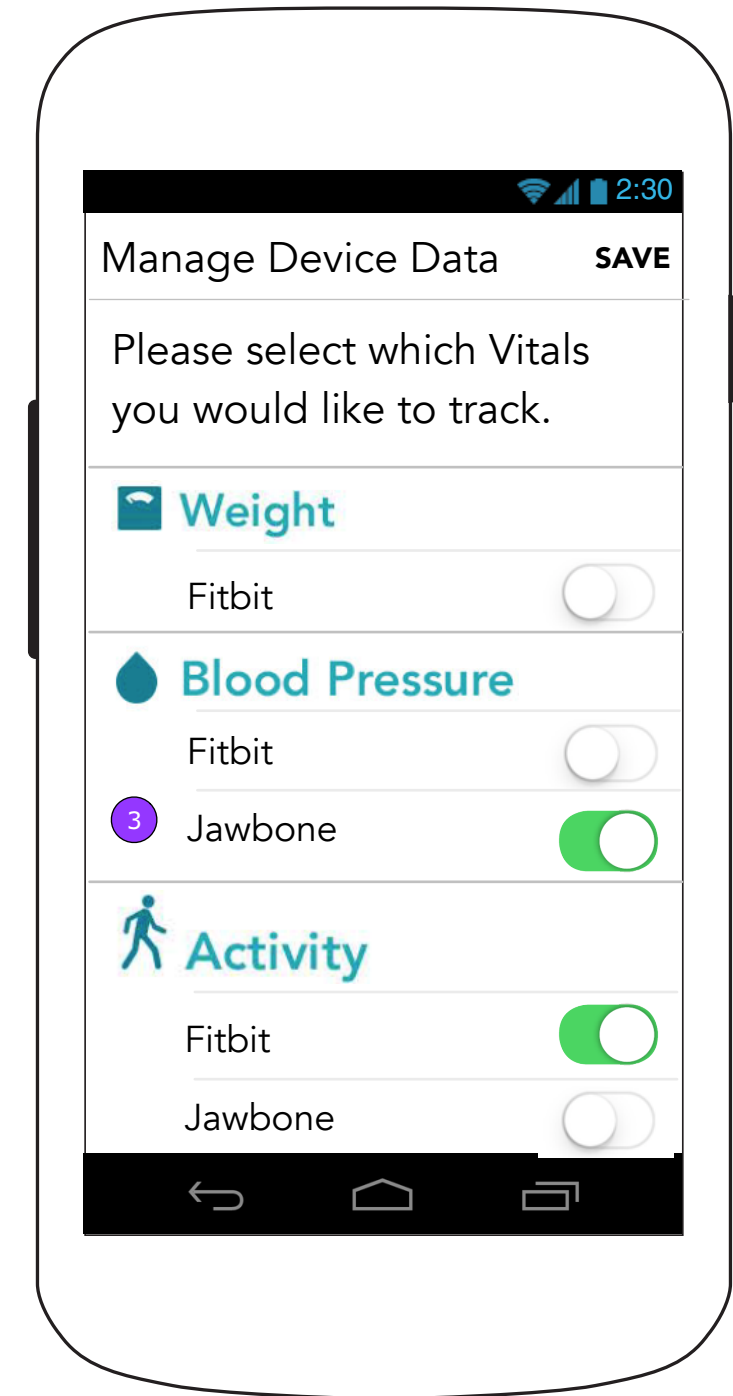 2:30
Manage Device Data SAVE
Please select which Vitals
you would like to track.
Weight
Fitbit
Blood Pressure
Fitbit
3 Jawbone
Activity
Fitbit
Jawbone